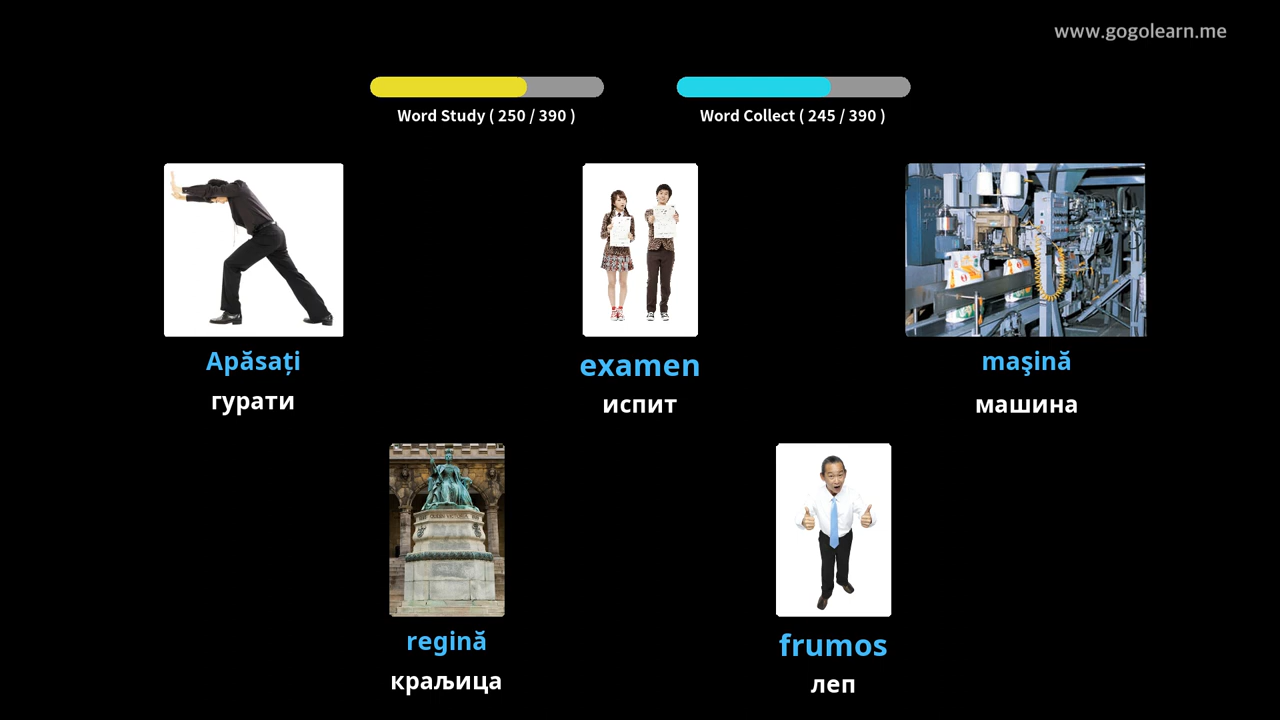 www.gogolearn.me
Word Study ( 250 / 390 )
Word Collect ( 245 / 390 )
Apăsați
гурати
examen
испит
maşină
машина
regină
краљица
frumos
леп